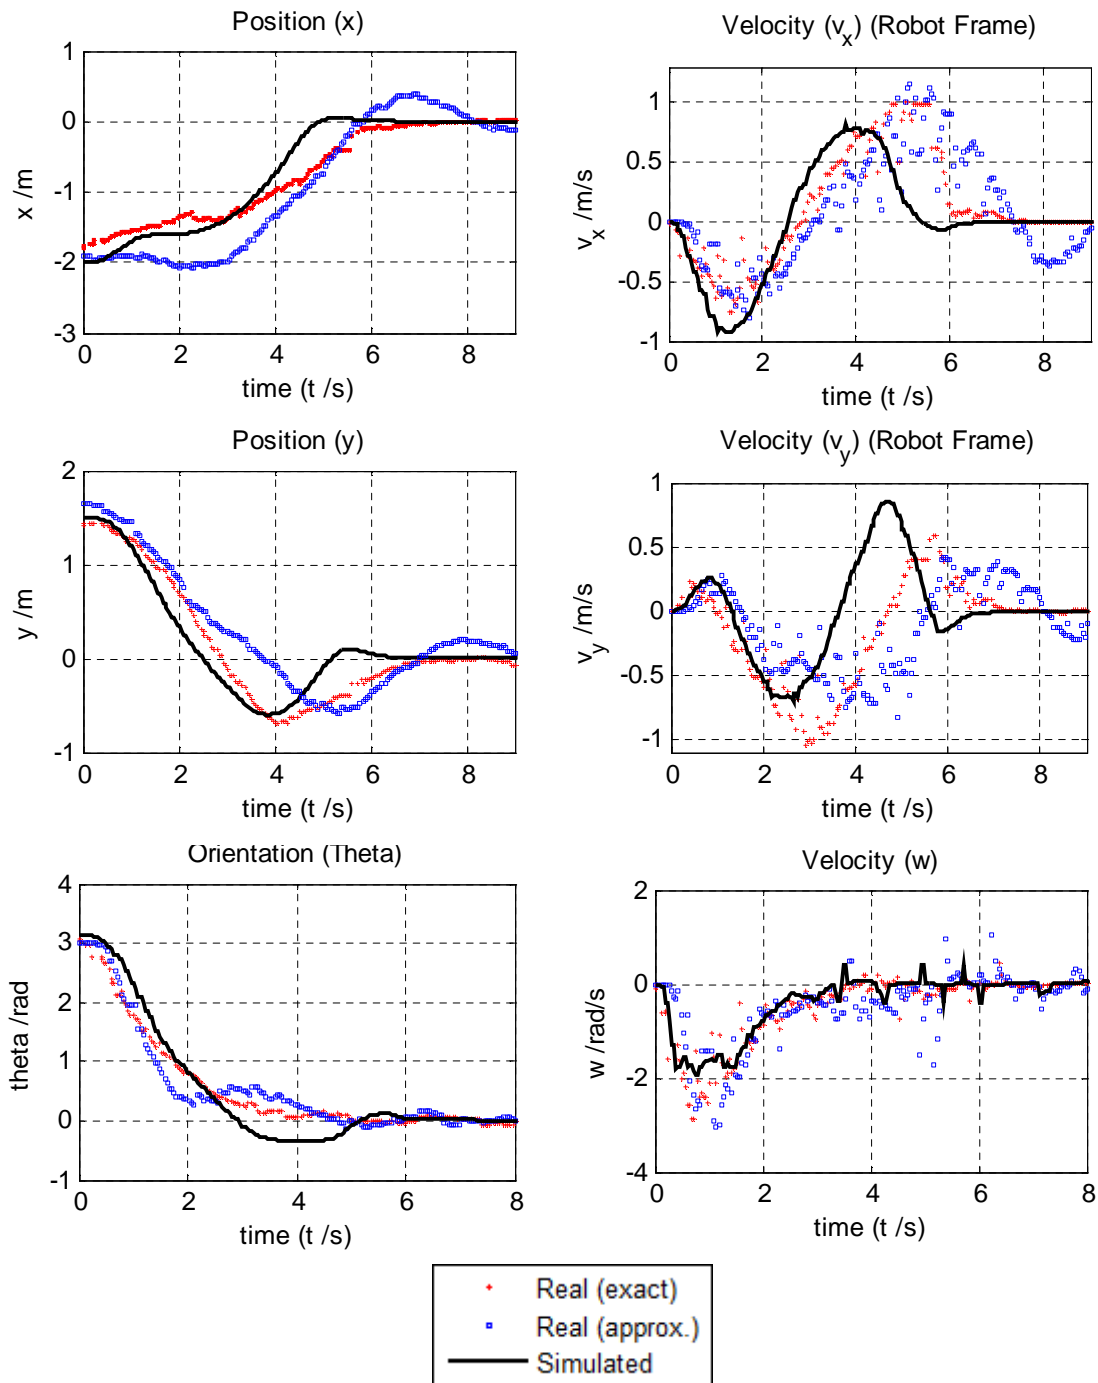 Position (x)
1
0
-1
-2
-3
x /m
0 2 4 6 8
time (t /s)
Velocity (v_x) (Robot Frame)
1
0.5
0
-0.5
-1
v_x /m/s
0 2 4 6 8
time (t /s)
Position (y)
2
1
0
-1
y /m
0 2 4 6 8
time (t /s)
Velocity (v_y) (Robot Frame)
1
0.5
0
-0.5
-1
v_y /m/s
0 2 4 6 8
time (t /s)
Orientation (Theta)
4
3
2
1
0
-1
theta /rad
0 2 4 6 8
time (t /s)
Velocity (w)
2
0
-2
-4
w /rad/s
0 2 4 6 8
time (t /s)
Real (exact)
Real (approx.)
Simulated